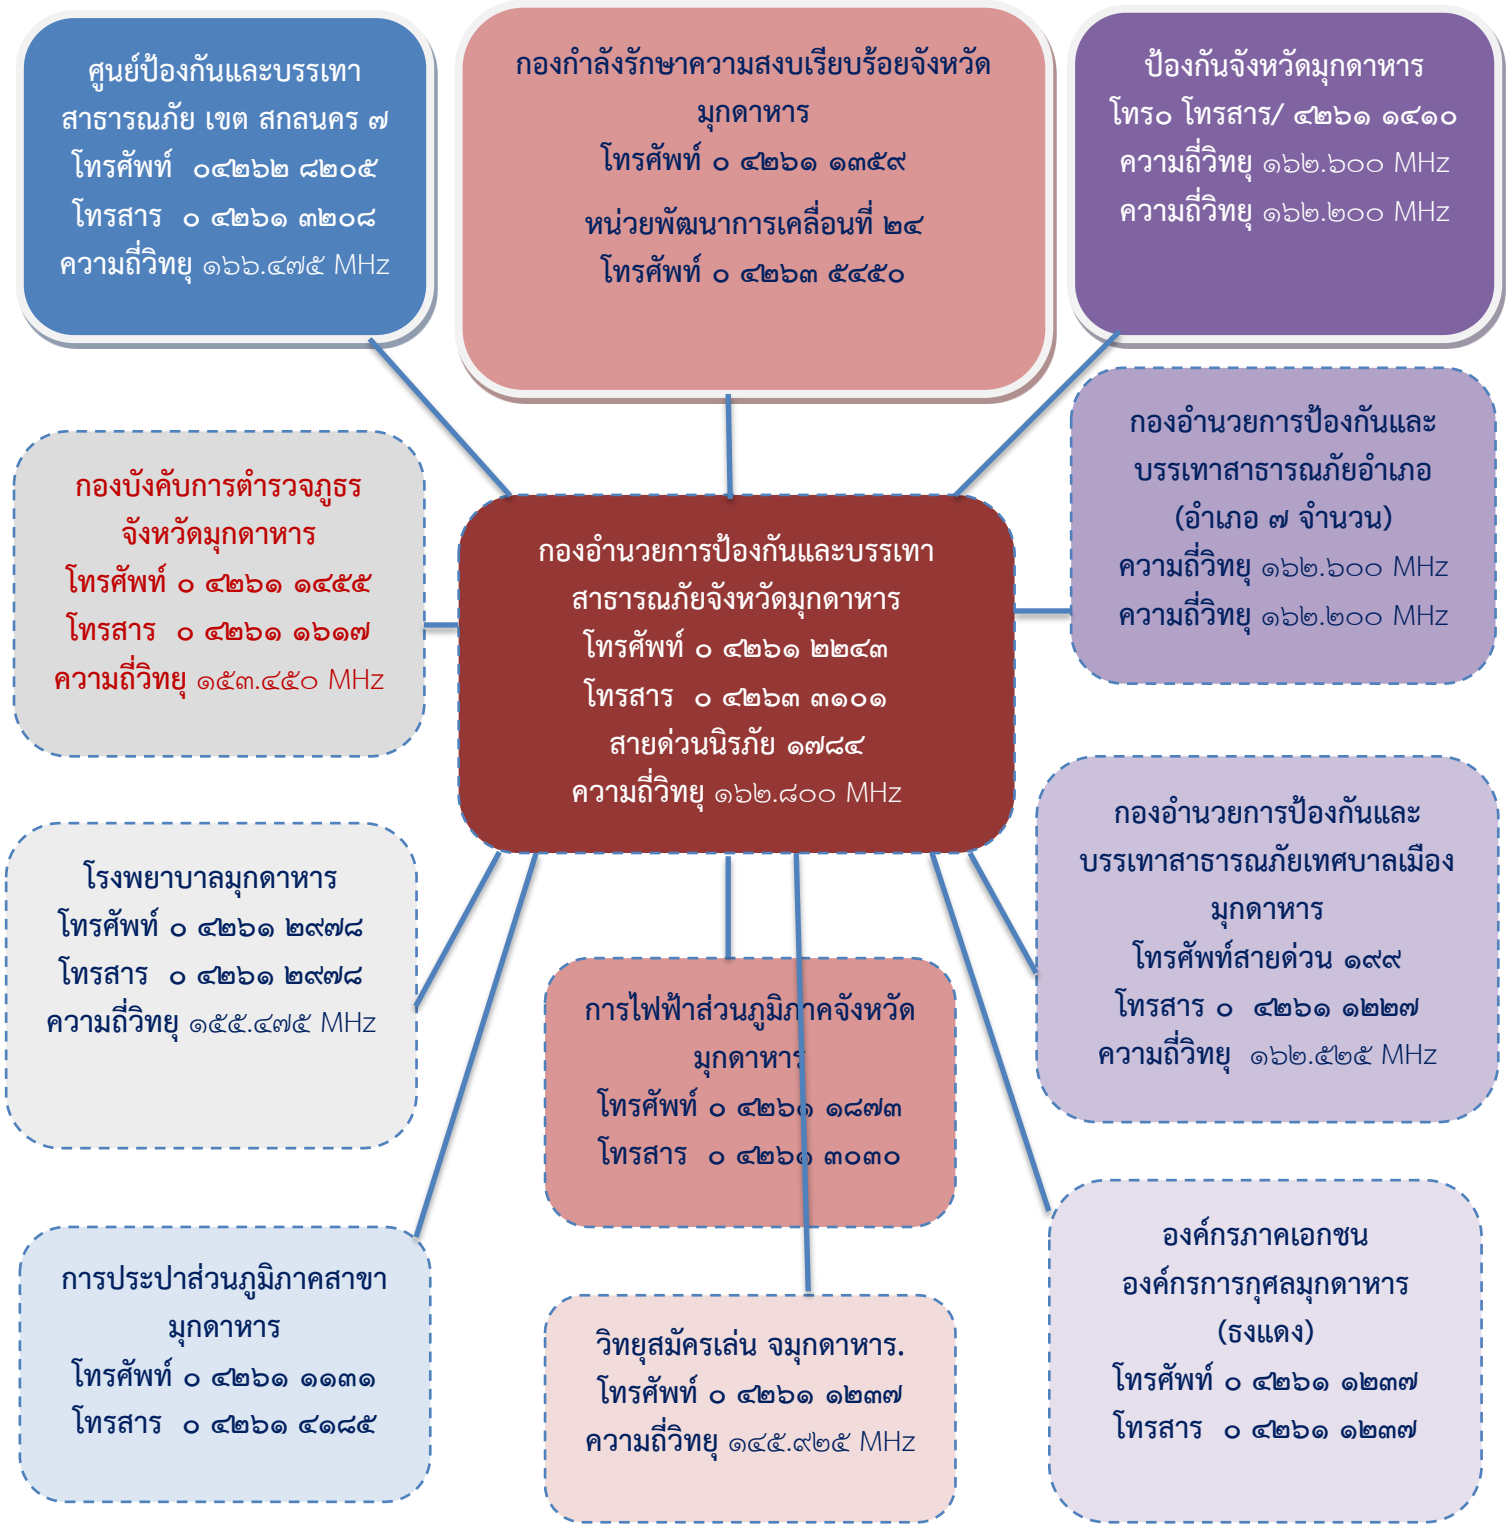 ศูนย์ป้องกันและบรรเทา
สาธารณภัย เขต สกลนคร ๗
โทรศัพท์ ๐๔๒๖๒ ๘๒๐๕
โทรสาร ๐ ๔๒๖๑ ๓๒๐๘
ความถี่วิทยุ ๑๖๖.๔๗๕ MHz
กองกำลังรักษาความสงบเรียบร้อยจังหวัด
มุกดาหาร
โทรศัพท์ ๐ ๔๒๖๑ ๑๓๕๙
หน่วยพัฒนาการเคลื่อนที่ ๒๔
โทรศัพท์ ๐ ๔๒๖๓ ๕๔๕๐
ป้องกันจังหวัดมุกดาหาร
โทร๐ โทรสาร/ ๔๒๖๑ ๑๔๑๐
ความถี่วิทยุ ๑๖๒.๖๐๐ MHz
ความถี่วิทยุ ๑๖๒.๒๐๐ MHz
กองบังคับการตำรวจภูธร
จังหวัดมุกดาหาร
โทรศัพท์ ๐ ๔๒๖๑ ๑๔๕๕
โทรสาร ๐ ๔๒๖๑ ๑๖๑๗
ความถี่วิทยุ ๑๕๓.๔๕๐ MHz
กองอำนวยการป้องกันและบรรเทา
สาธารณภัยจังหวัดมุกดาหาร
โทรศัพท์ ๐ ๔๒๖๑ ๒๒๔๓
โทรสาร ๐ ๔๒๖๓ ๓๑๐๑
สายด่วนนิรภัย ๑๗๘๔
ความถี่วิทยุ ๑๖๒.๘๐๐ MHz
กองอำนวยการป้องกันและ
บรรเทาสาธารณภัยอำเภอ
(อำเภอ ๗ จำนวน)
ความถี่วิทยุ ๑๖๒.๖๐๐ MHz
ความถี่วิทยุ ๑๖๒.๒๐๐ MHz
โรงพยาบาลมุกดาหาร
โทรศัพท์ ๐ ๔๒๖๑ ๒๙๗๘
โทรสาร ๐ ๔๒๖๑ ๒๙๗๘
ความถี่วิทยุ ๑๕๕.๔๗๕ MHz
กองอำนวยการป้องกันและ
บรรเทาสาธารณภัยเทศบาลเมือง
มุกดาหาร
โทรศัพท์สายด่วน ๑๙๙
โทรสาร ๐ ๔๒๖๑ ๑๒๒๗
ความถี่วิทยุ ๑๖๒.๕๒๕ MHz
การไฟฟ้าส่วนภูมิภาคจังหวัด
มุกดาหาร
โทรศัพท์ ๐ ๔๒๖๑ ๑๘๗๓
โทรสาร ๐ ๔๒๖๑ ๓๐๓๐
การประปาส่วนภูมิภาคสาขา
มุกดาหาร
โทรศัพท์ ๐ ๔๒๖๑ ๑๑๓๑
โทรสาร ๐ ๔๒๖๑ ๔๑๘๕
วิทยุสมัครเล่น จมุกดาหาร.
โทรศัพท์ ๐ ๔๒๖๑ ๑๒๓๗
ความถี่วิทยุ ๑๔๕.๙๒๕ MHz
องค์กรภาคเอกชน
องค์กรการกุศลมุกดาหาร
(ธงแดง)
โทรศัพท์ ๐ ๔๒๖๑ ๑๒๓๗
โทรสาร ๐ ๔๒๖๑ ๑๒๓๗